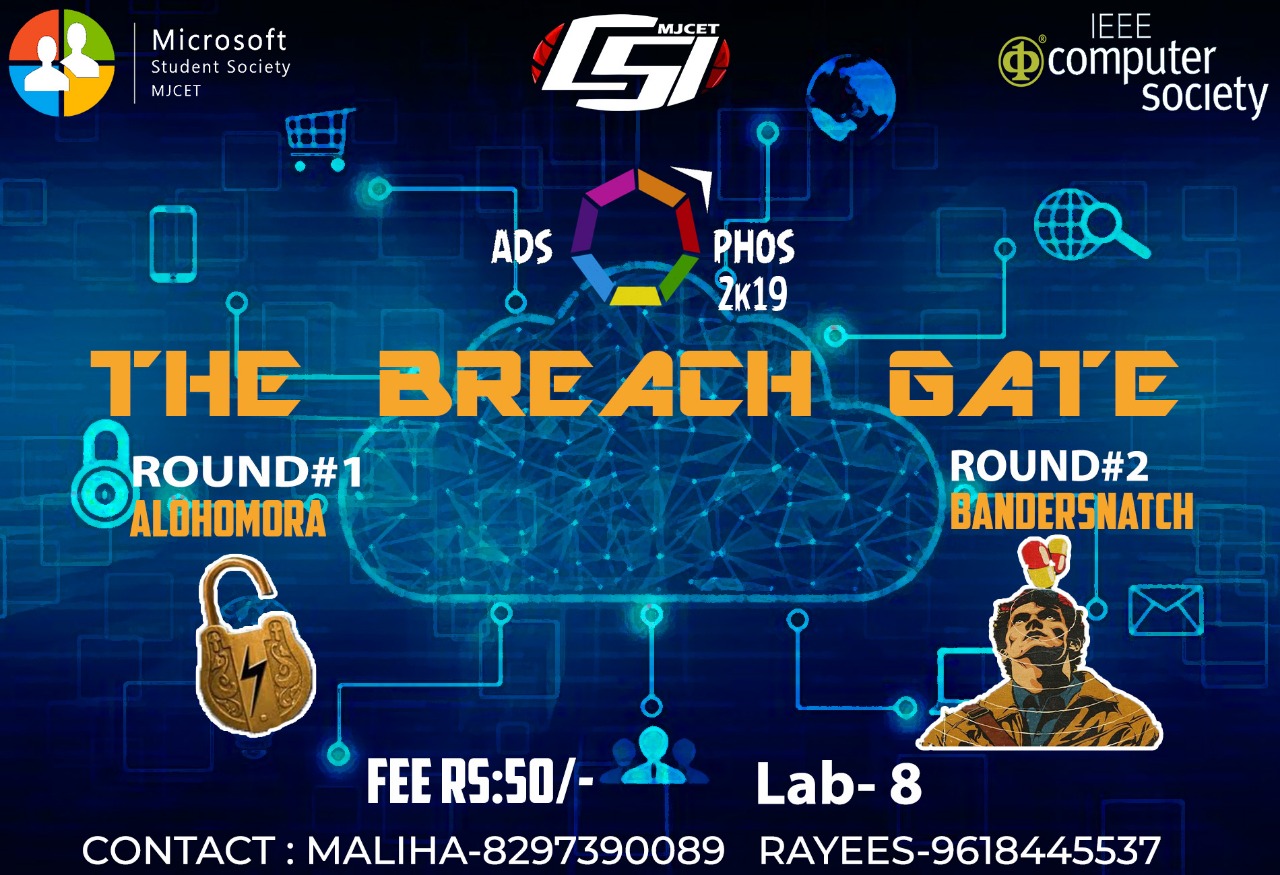 Microsoft
Student Society
MJCET
MJCET
CSI
IEEE
computer
society
ADS
PHOS
2K19
THE BREACH GATE
ROUND#1
ALOHOMORA
ROUND#2
BANDERSNATCH
FEE RS:50/-
Lab- 8
CONTACT : MALIHA-8297390089 RAYEES-9618445537